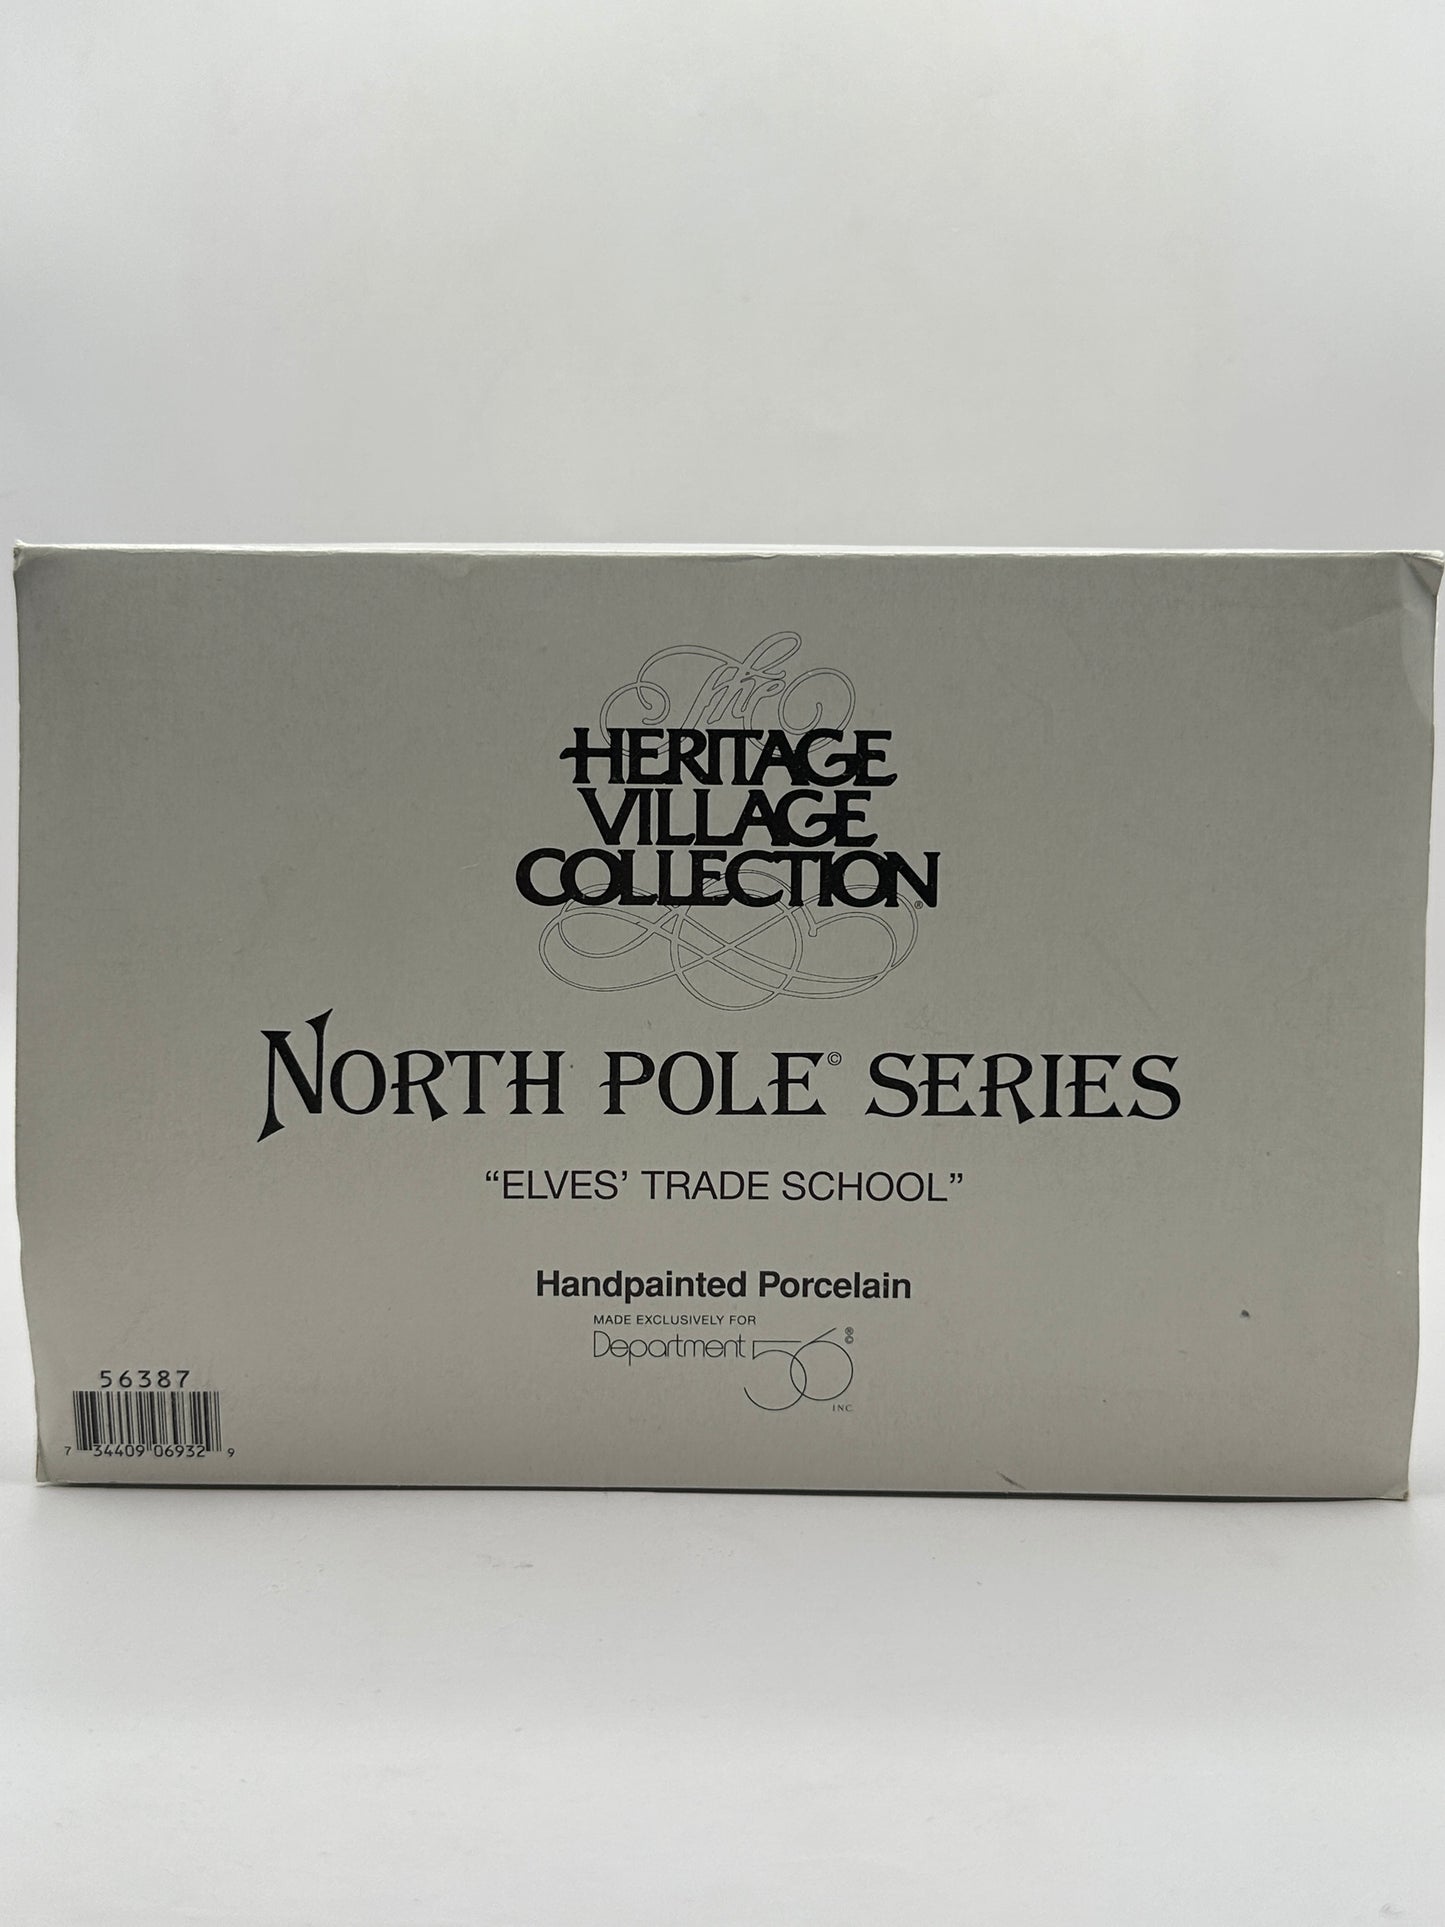 The
HERITAGE
VILLAGE
COLLECTION®
NORTH POLE© SERIES
“ELVES’ TRADE SCHOOL”
Handpainted Porcelain
MADE EXCLUSIVELY FOR
Department 56®©
INC
56387
7 34409 06932 9